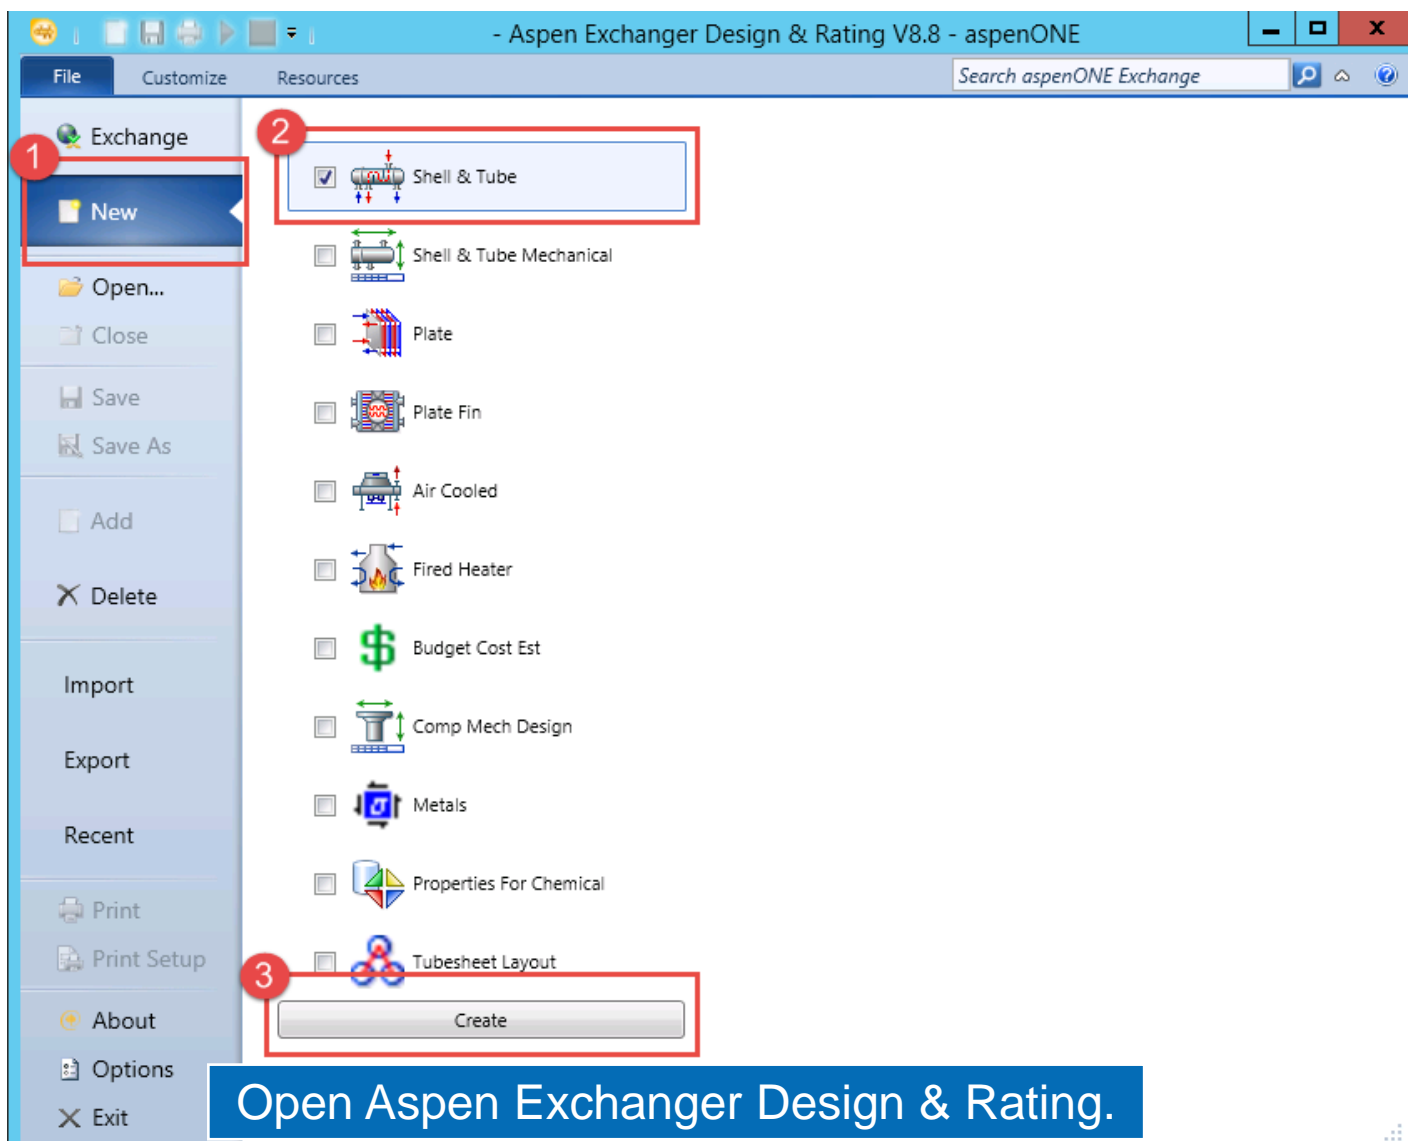 - Aspen Exchanger Design & Rating V8.8 - aspenONE
File Customize Resources Search aspenONE Exchange
Exchange
1
New
Open...
Close
Save
Save As
Add
Delete
Import
Export
Recent
Print
Print Setup
About
Options
Exit
2
Shell & Tube
Shell & Tube Mechanical
Plate
Plate Fin
Air Cooled
Fired Heater
$ Budget Cost Est
Comp Mech Design
σ Metals
Properties For Chemical
Tubesheet Layout
3
Create
Open Aspen Exchanger Design & Rating.